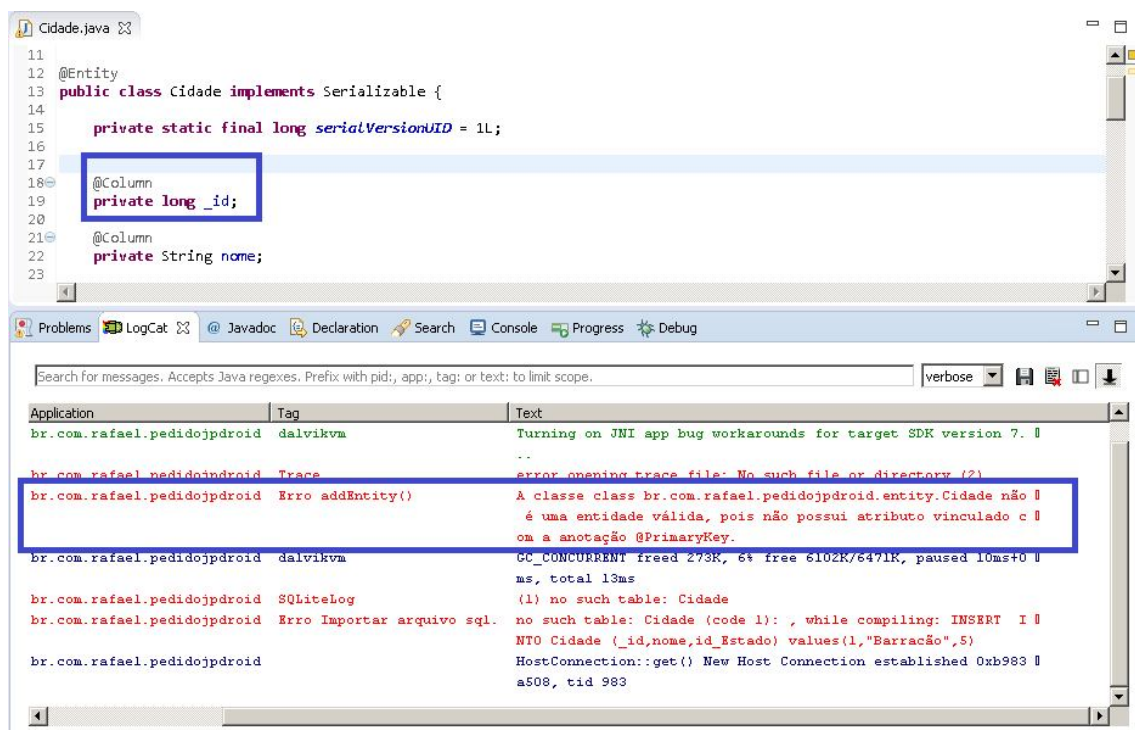 Cidade.java
11
12 @Entity
13 public class Cidade implements Serializable {
14
15 private static final long serialVersionUID = 1L;
16
17
18 @Column
19 private long _id;
20
21 @Column
22 private String nome;
23
Problems LogCat @ Javadoc Declaration Search Console Progress Debug
Search for messages. Accepts Java regexes. Prefix with pid:, app:, tag: or text: to limit scope. verbose
Application Tag Text
br.com.rafael.pedidojpdroid dalvikvm Turning on JNI app bug workarounds for target SDK version 7.
..
br.com.rafael.pedidojpdroid Trace error opening trace file: No such file or directory (2)
br.com.rafael.pedidojpdroid Erro addEntity() A classe class br.com.rafael.pedidojpdroid.entity.Cidade não
é uma entidade válida, pois não possui atributo vinculado c
om a anotação @PrimaryKey.
br.com.rafael.pedidojpdroid dalvikvm GC_CONCURRENT freed 273K, 6% free 6102K/6471K, paused 10ms+0
ms, total 13ms
br.com.rafael.pedidojpdroid SQLiteLog (1) no such table: Cidade
br.com.rafael.pedidojpdroid Erro Importar arquivo sql. no such table: Cidade (code 1): , while compiling: INSERT I
NTO Cidade (_id,nome,id_Estado) values(1,"Barracão",5)
br.com.rafael.pedidojpdroid HostConnection::get() New Host Connection established 0xb983
a508, tid 983